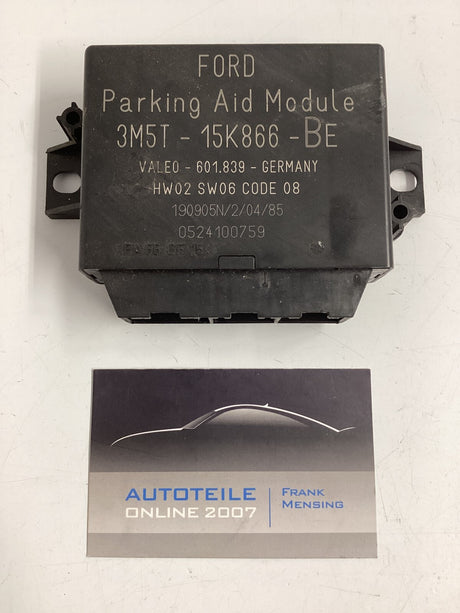 FORD
Parking Aid Module
3M5T - 15K866 - BE
VALEO - 601.839 - GERMANY
HW02 SW06 CODE 08
190905N/2/04/85
0524100759
AUTOTEILE
ONLINE 2007
FRANK
MENSING